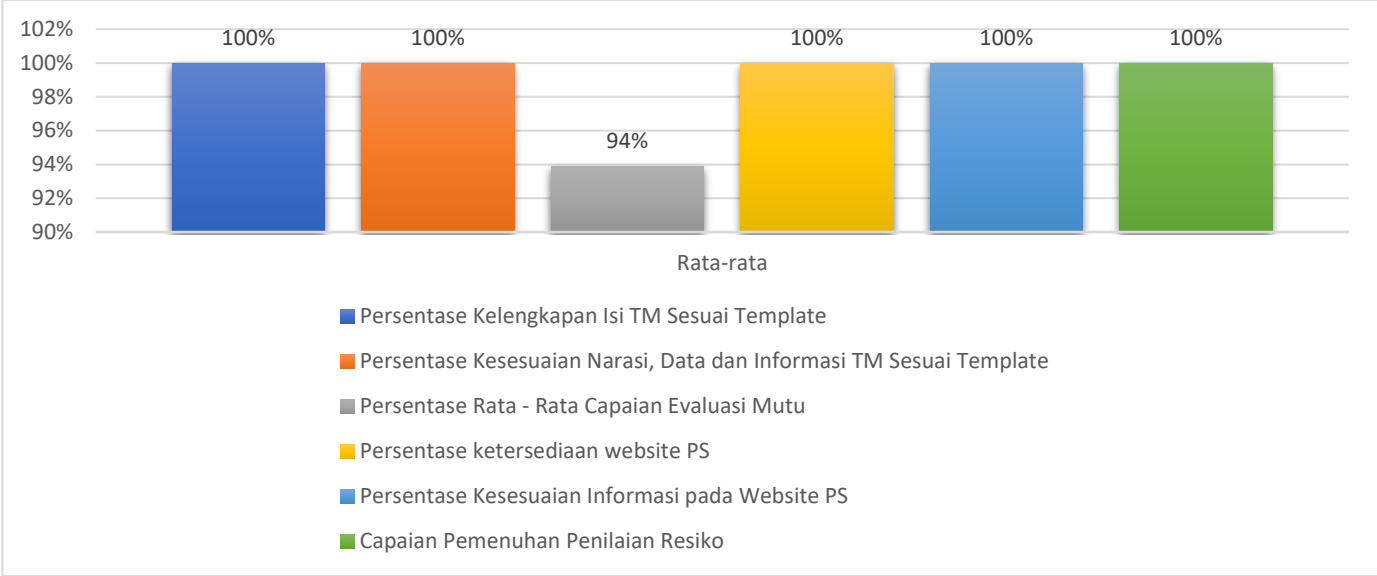 102%
100%
98%
96%
94%
92%
90%
100%
100%
94%
100%
100%
100%
Rata-rata
Persentase Kelengkapan Isi TM Sesuai Template
Persentase Kesesuaian Narasi, Data dan Informasi TM Sesuai Template
Persentase Rata - Rata Capaian Evaluasi Mutu
Persentase ketersediaan website PS
Persentase Kesesuaian Informasi pada Website PS
Capaian Pemenuhan Penilaian Resiko